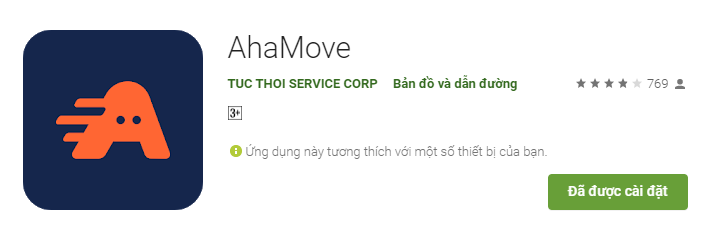 AhaMove
TUC THOI SERVICE CORP Bản đồ và dẫn đường 769
3+
Ứng dụng này tương thích với một số thiết bị của bạn.
Đã được cài đặt